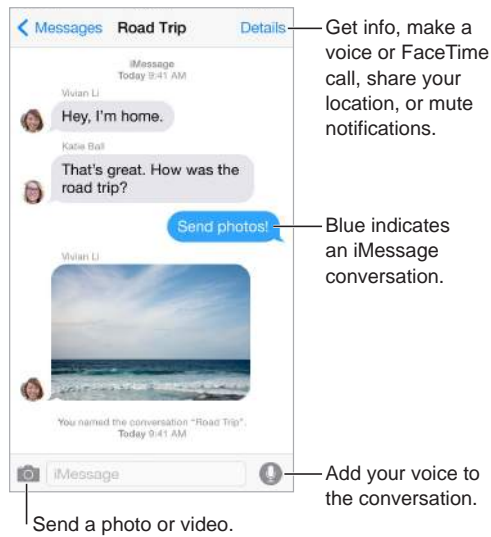 Messages Road Trip Details
iMessage
Today 9:41 AM
Vivian Li
Hey, I'm home.
Katie Ball
That's great. How was the
road trip?
Send photos!
Vivian Li
You named the conversation "Road Trip".
Today 9:41 AM
iMessage
Get info, make a
voice or FaceTime
call, share your
location, or mute
notifications.
Blue indicates
an iMessage
conversation.
Add your voice to
the conversation.
Send a photo or video.